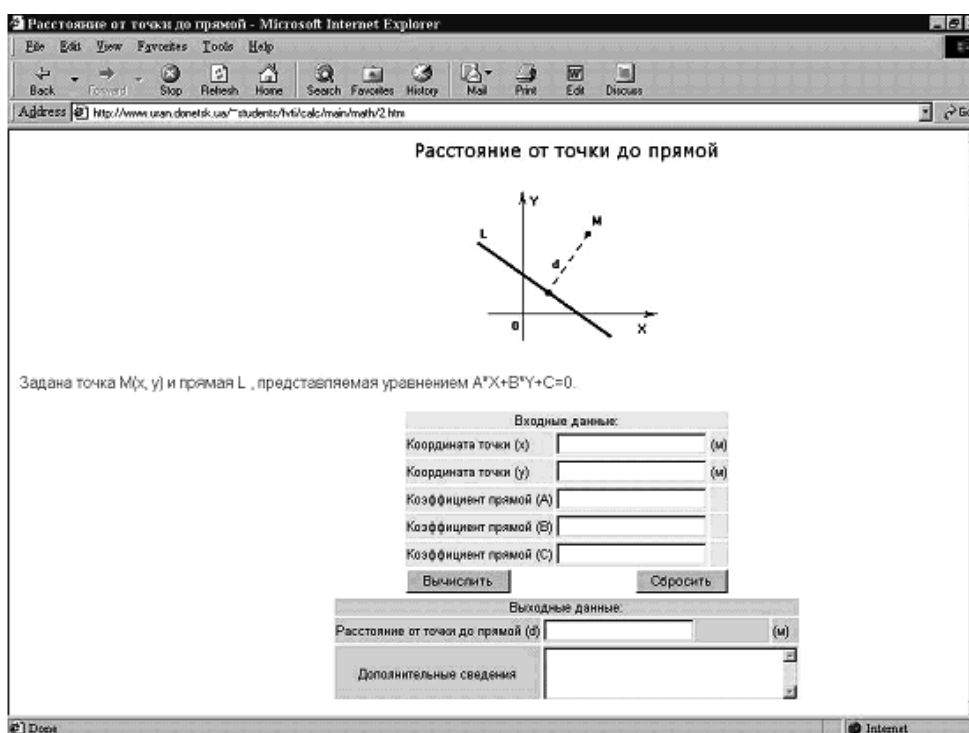 Расстояние от точки до прямой - Microsoft Internet Explorer
File Edit View Favorites Tools Help
Back Forward Stop Refresh Home Search Favorites History Mail Print Edit Discuss
Address http://www.uran.donetsk.ua/~students/fvti/calc/main/math/2.htm Go
Расстояние от точки до прямой
Y
M
L
d
0
X
Задана точка M(x, y) и прямая L , представляемая уравнением A*X+B*Y+C=0.
Входные данные:
Координата точки (x) (м)
Координата точки (y) (м)
Коэффициент прямой (A)
Коэффициент прямой (B)
Коэффициент прямой (C)
Вычислить Сбросить
Выходные данные:
Расстояние от точки до прямой (d) (м)
Дополнительные сведения
Done Internet